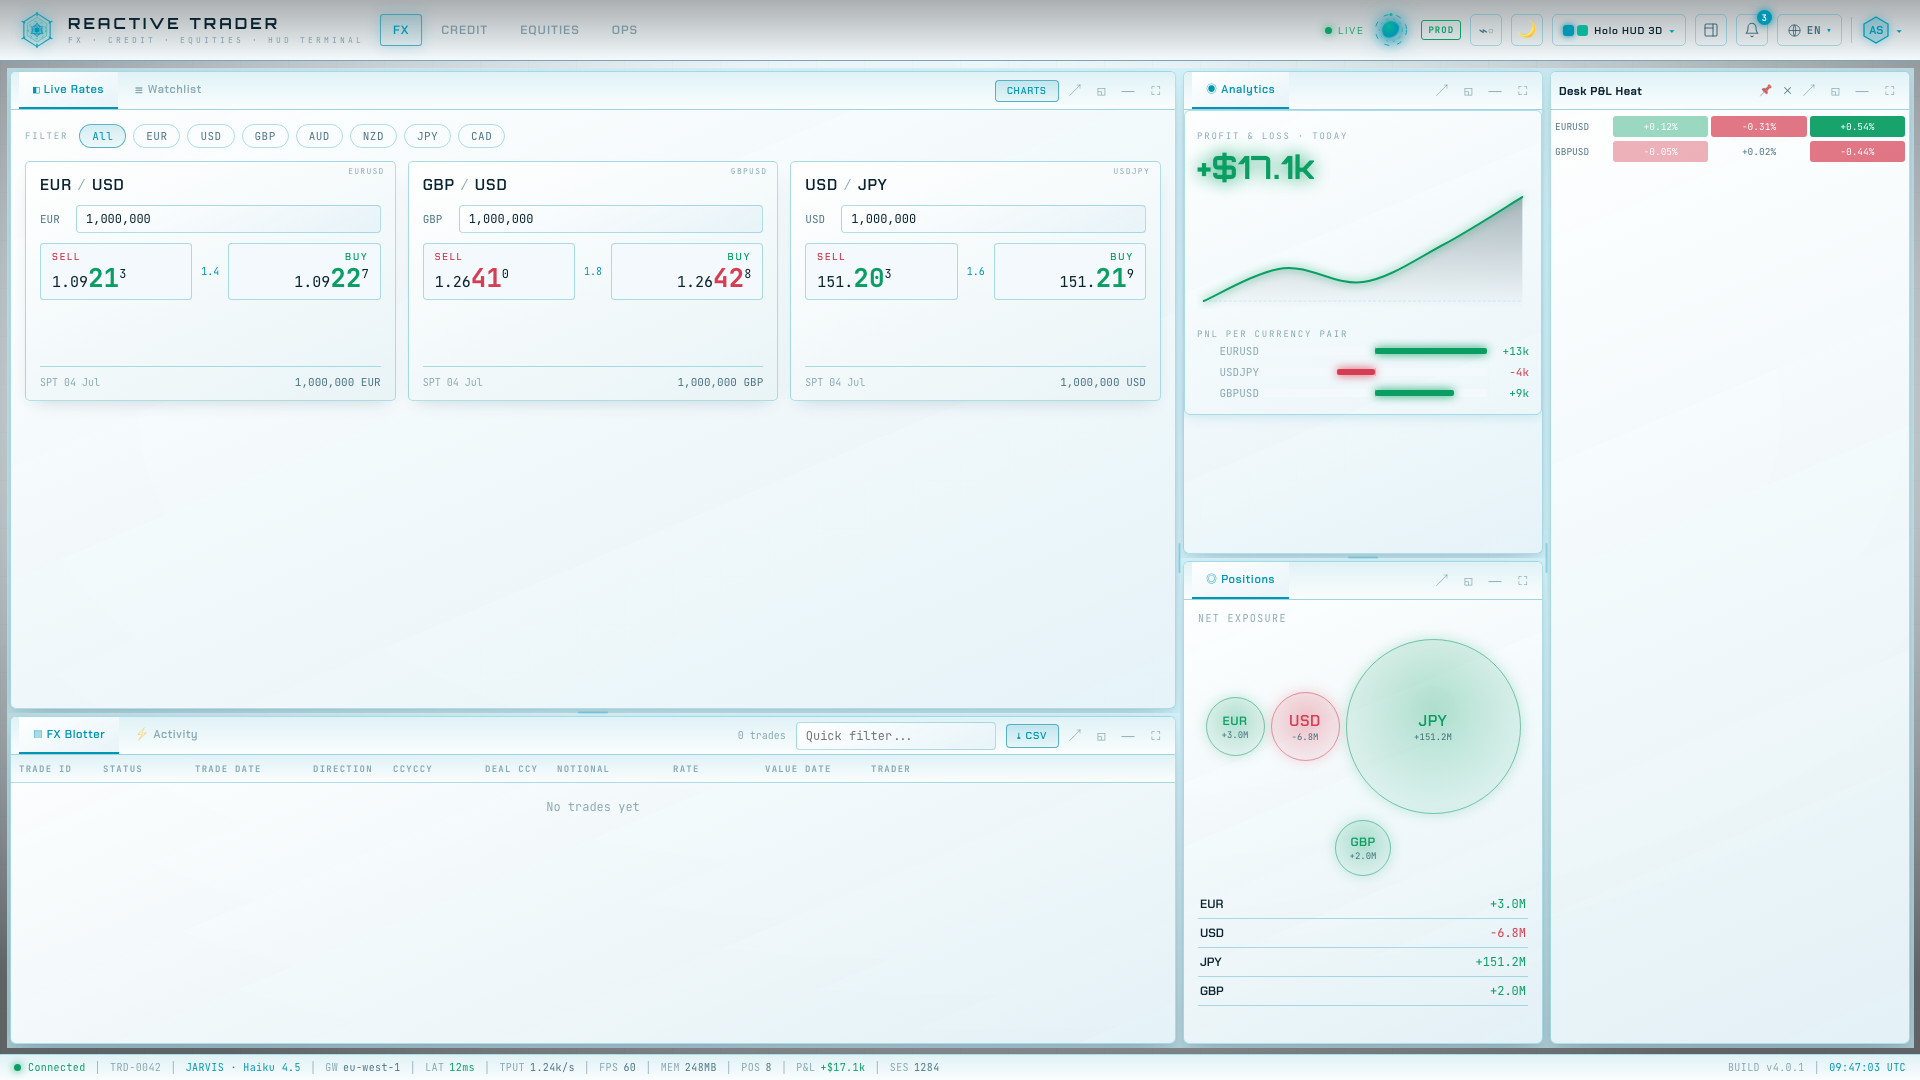 REACTIVE TRADER
FX · CREDIT · EQUITIES · HUD TERMINAL
FX CREDIT EQUITIES OPS
LIVE PROD Holo HUD 3D 3 EN AS
Live Rates Watchlist CHARTS
FILTER All EUR USD GBP AUD NZD JPY CAD
EURUSD
EUR / USD
EUR 1,000,000
SELL 1.09213
1.4
BUY 1.09227
SPT 04 Jul 1,000,000 EUR
GBPUSD
GBP / USD
GBP 1,000,000
SELL 1.26410
1.8
BUY 1.26428
SPT 04 Jul 1,000,000 GBP
USDJPY
USD / JPY
USD 1,000,000
SELL 151.203
1.6
BUY 151.219
SPT 04 Jul 1,000,000 USD
FX Blotter Activity 0 trades Quick filter... ↓ CSV
TRADE ID STATUS TRADE DATE DIRECTION CCYCCY DEAL CCY NOTIONAL RATE VALUE DATE TRADER
No trades yet
Analytics
PROFIT & LOSS · TODAY
+$17.1k
PNL PER CURRENCY PAIR
EURUSD +13k
USDJPY -4k
GBPUSD +9k
Positions
NET EXPOSURE
EUR
+3.0M
USD
-6.8M
JPY
+151.2M
GBP
+2.0M
EUR +3.0M
USD -6.8M
JPY +151.2M
GBP +2.0M
Desk P&L Heat
EURUSD +0.12% -0.31% +0.54%
GBPUSD -0.05% +0.02% -0.44%
Connected TRD-0042 JARVIS · Haiku 4.5 GW eu-west-1 LAT 12ms TPUT 1.24k/s FPS 60 MEM 248MB POS 8 P&L +$17.1k SES 1284 BUILD v4.0.1 09:47:03 UTC